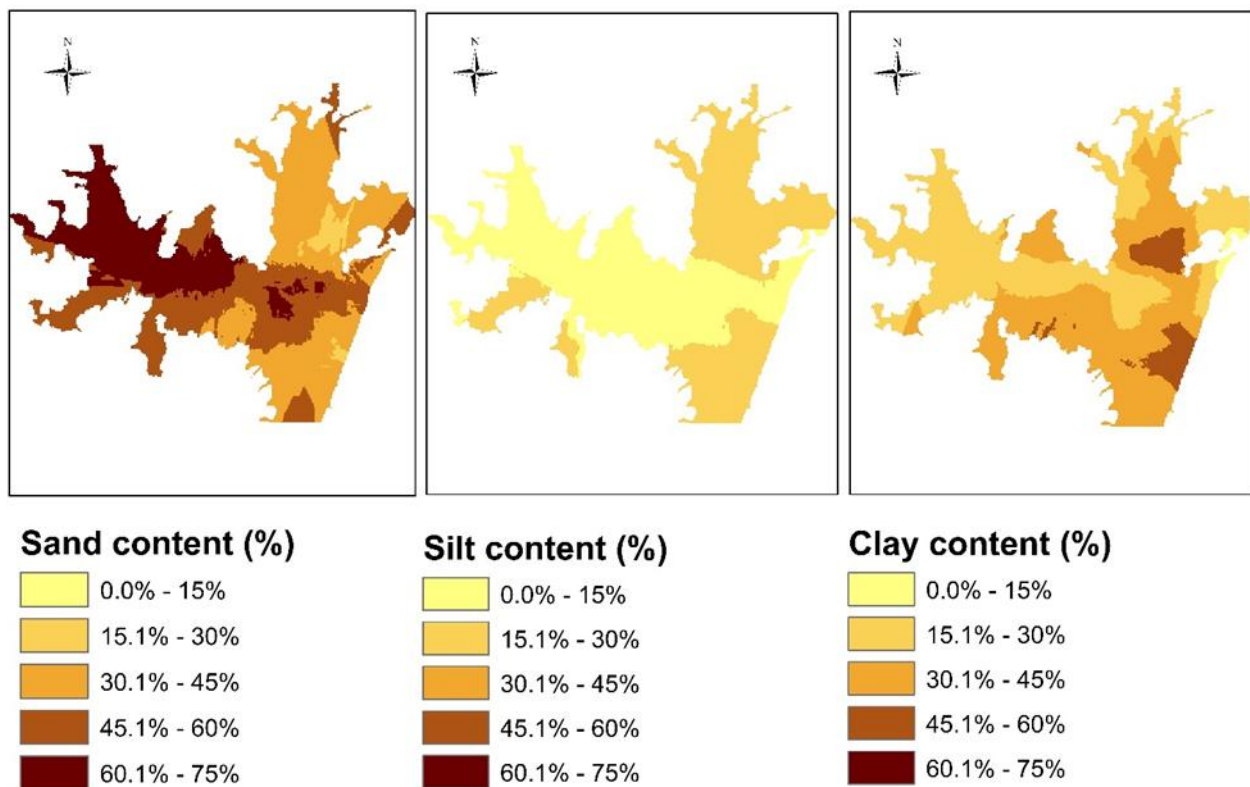 N
N
N
Sand content (%)
0.0% - 15%
15.1% - 30%
30.1% - 45%
45.1% - 60%
60.1% - 75%
Silt content (%)
0.0% - 15%
15.1% - 30%
30.1% - 45%
45.1% - 60%
60.1% - 75%
Clay content (%)
0.0% - 15%
15.1% - 30%
30.1% - 45%
45.1% - 60%
60.1% - 75%